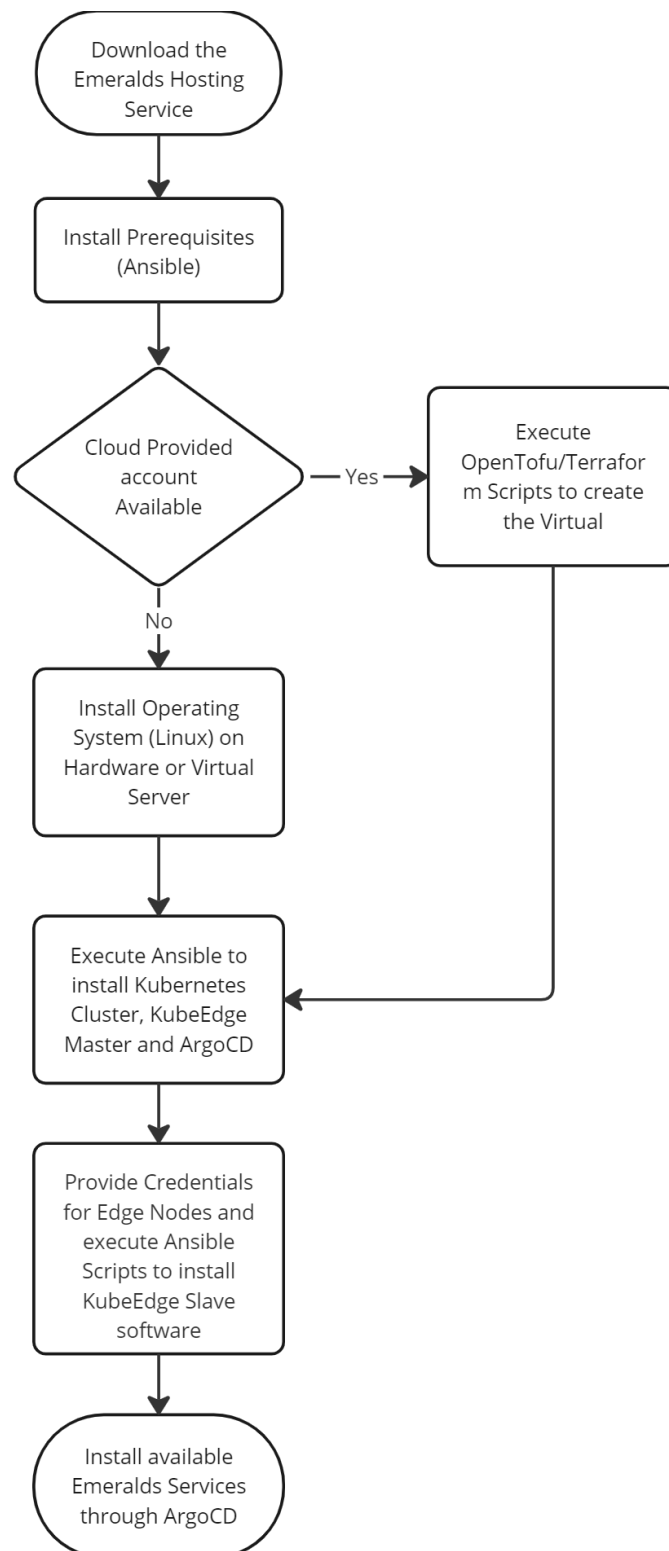 Download the
Emeralds Hosting
Service
Install Prerequisites
(Ansible)
Cloud Provided
account
Available
Yes
Execute
OpenTofu/Terrafor
m Scripts to create
the Virtual
No
Install Operating
System (Linux) on
Hardware or Virtual
Server
Execute Ansible to
install Kubernetes
Cluster, KubeEdge
Master and ArgoCD
Provide Credentials
for Edge Nodes and
execute Ansible
Scripts to install
KubeEdge Slave
software
Install available
Emeralds Services
through ArgoCD